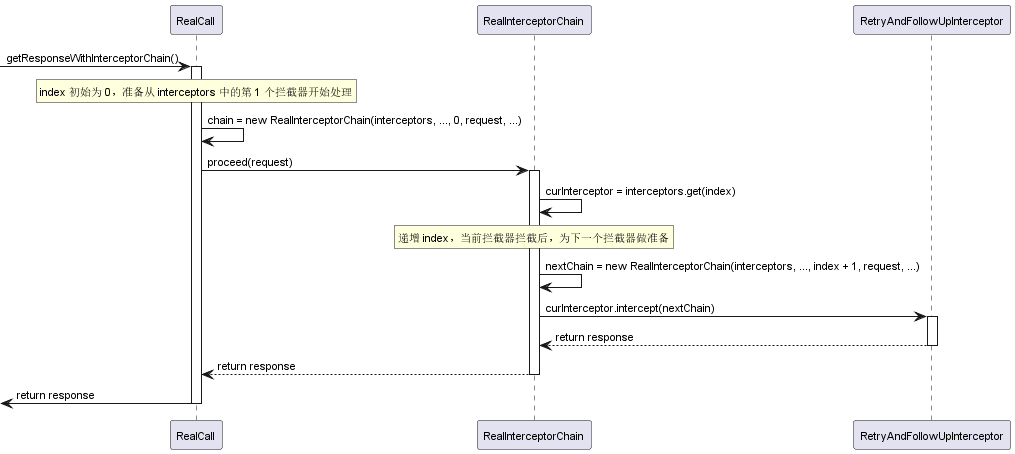 RealCall
RealInterceptorChain
RetryAndFollowUpInterceptor
getResponseWithInterceptorChain()
index 初始为 0，准备从 interceptors 中的第 1 个拦截器开始处理
chain = new RealInterceptorChain(interceptors, ..., 0, request, ...)
proceed(request)
curInterceptor = interceptors.get(index)
递增 index，当前拦截器拦截后，为下一个拦截器做准备
nextChain = new RealInterceptorChain(interceptors, ..., index + 1, request, ...)
curInterceptor.intercept(nextChain)
return response
return response
return response
RealCall
RealInterceptorChain
RetryAndFollowUpInterceptor